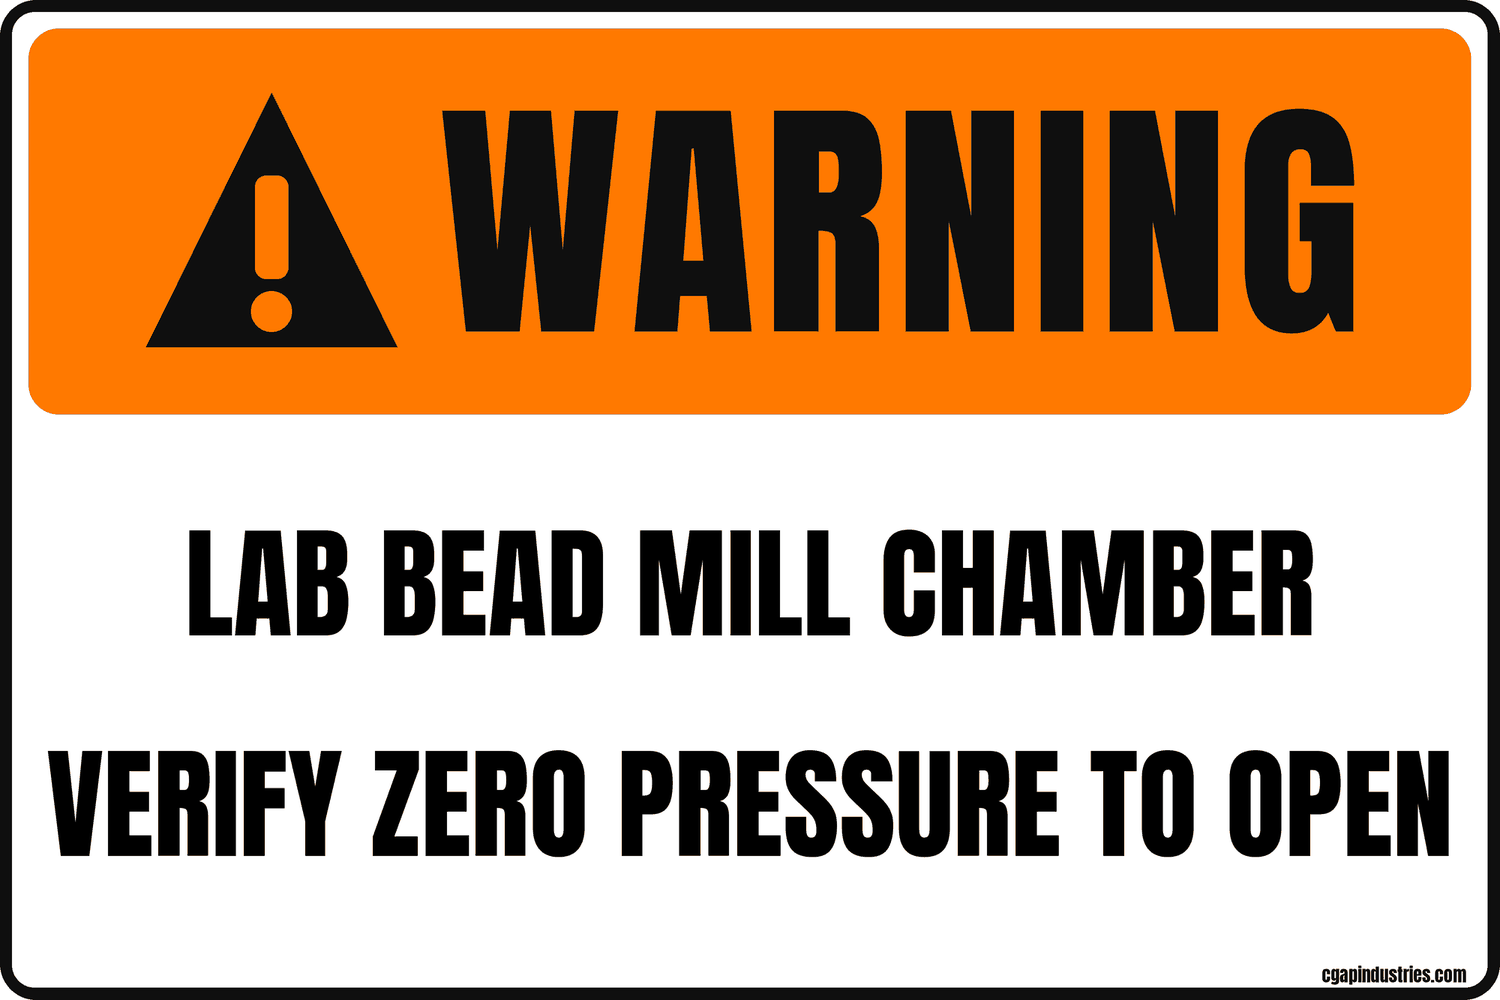 WARNING
LAB BEAD MILL CHAMBER
VERIFY ZERO PRESSURE TO OPEN
cgapindustries.com